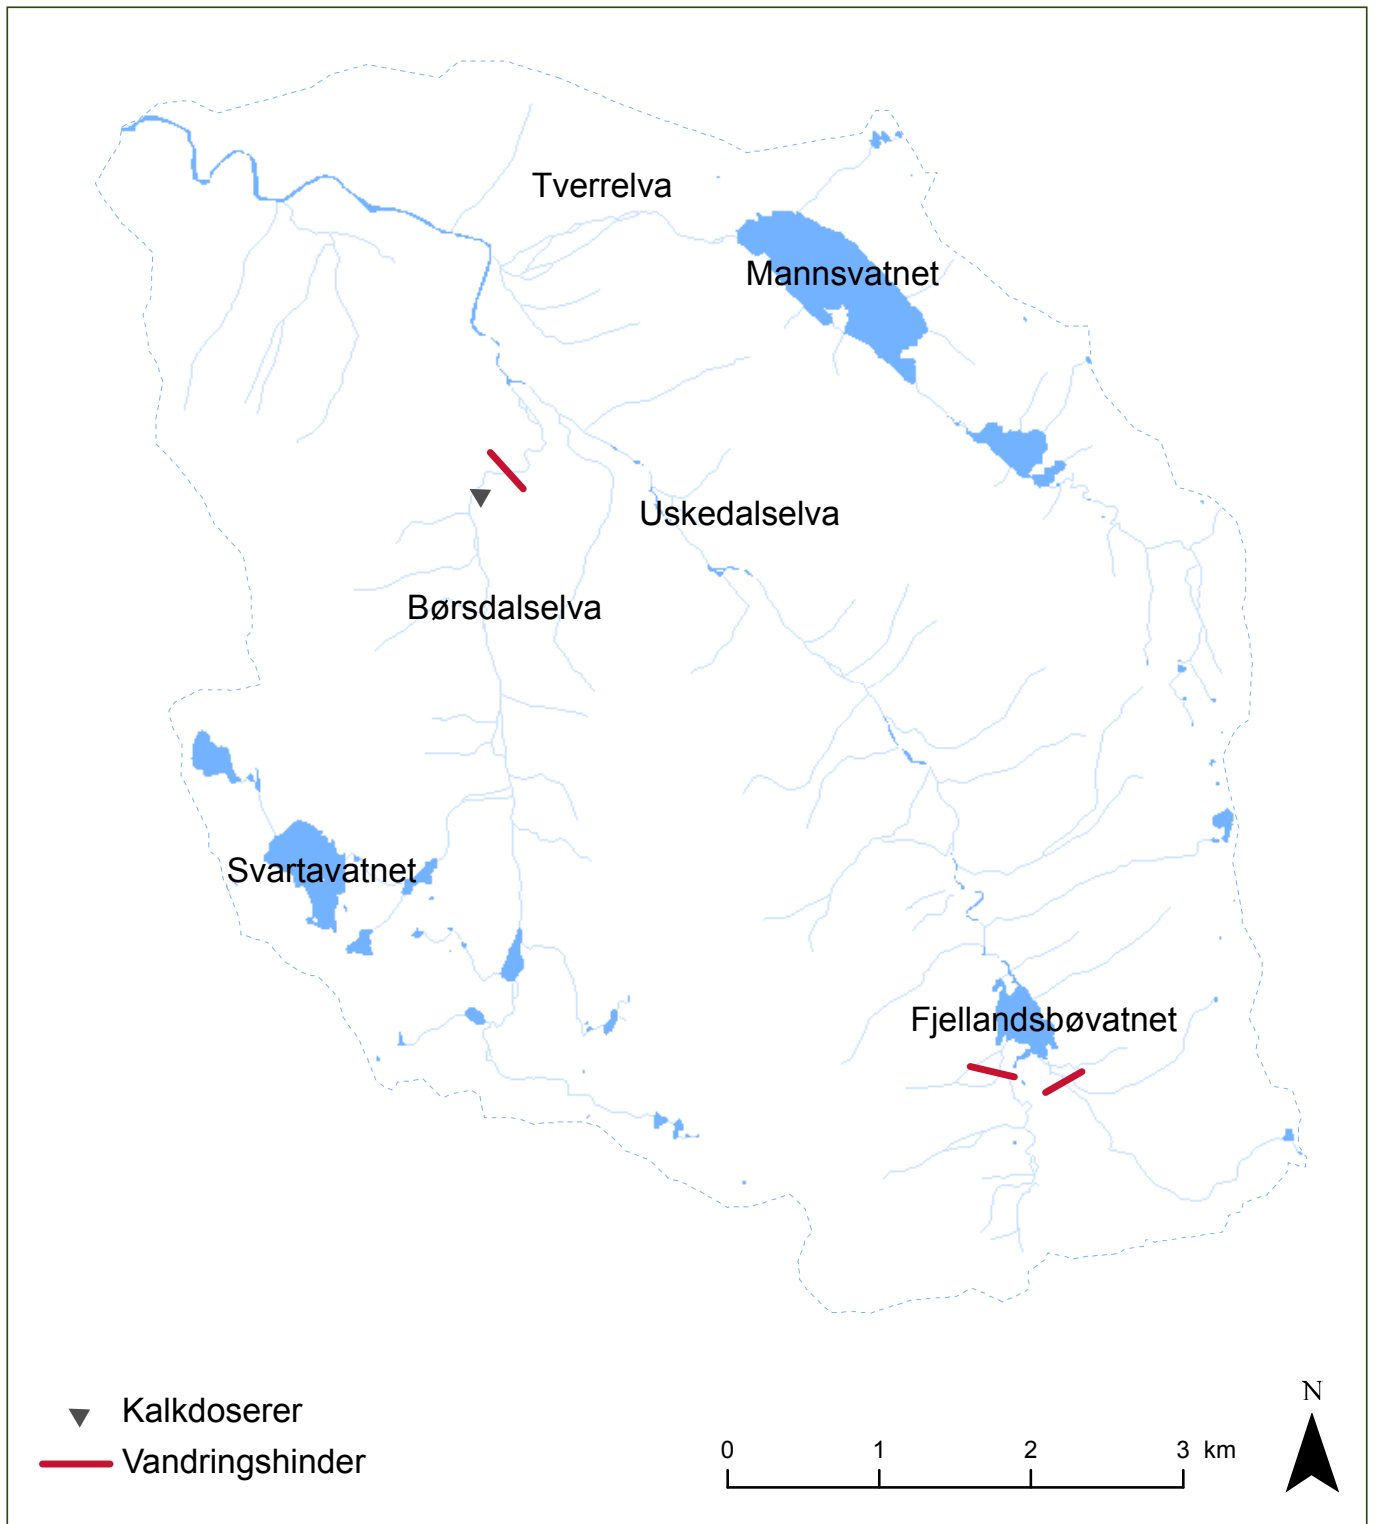 Tverrelva
Mannsvatnet
Uskedalselva
Børsdalselva
Svartavatnet
Fjellandsbøvatnet
Kalkdoserer
Vandringshinder
0 1 2 3 km
N